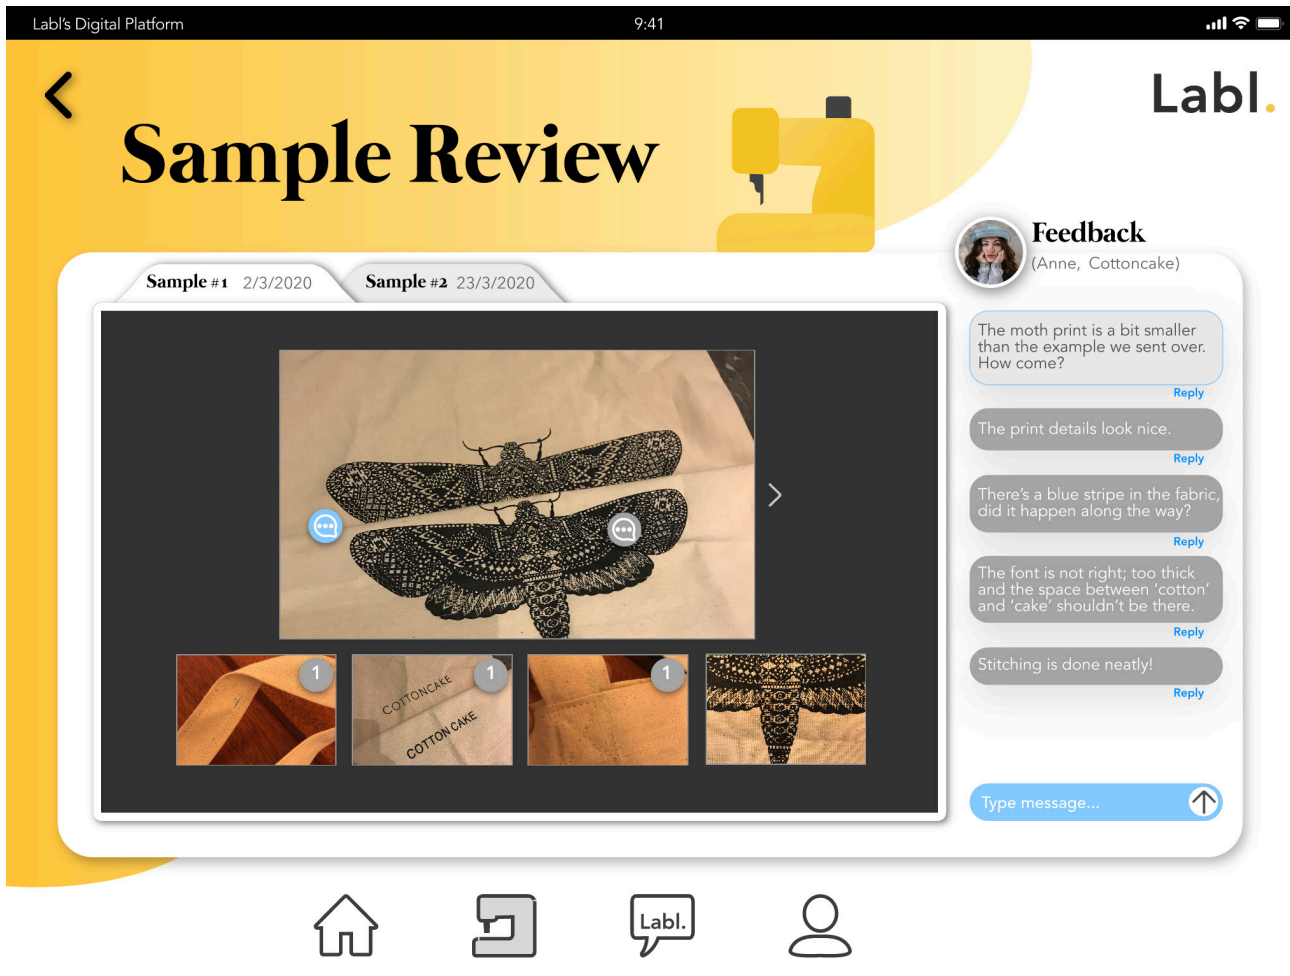 Labl's Digital Platform
9:41
Labl.
Sample Review
Feedback
(Anne, Cottoncake)
Sample #1 2/3/2020
Sample #2 23/3/2020
The moth print is a bit smaller
than the example we sent over.
How come?
Reply
The print details look nice.
Reply
There's a blue stripe in the fabric,
did it happen along the way?
Reply
The font is not right; too thick
and the space between 'cotton'
and 'cake' shouldn't be there.
Reply
Stitching is done neatly!
Reply
1
1
1
COTTONCAKE
COTTON CAKE
Type message...
Labl.